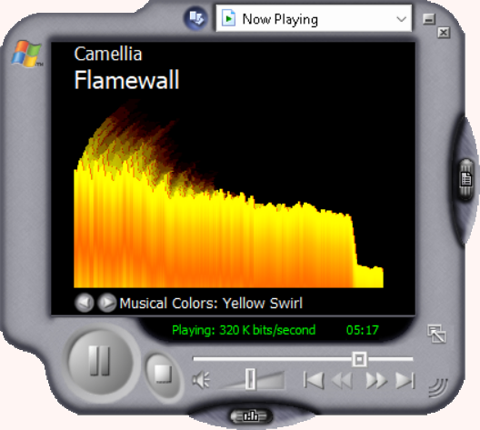 Now Playing
Camellia
Flamewall
Musical Colors: Yellow Swirl
Playing: 320 K bits/second 05:17